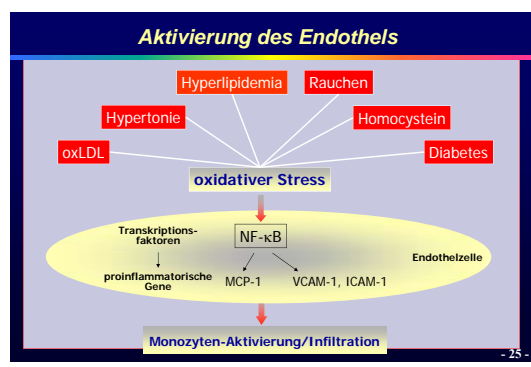 Aktivierung des Endothels
Hyperlipidemia
Rauchen
Hypertonie
Homocystein
oxLDL
Diabetes
oxidativer Stress
Transkriptions-
faktoren
NF-κB
Endothelzelle
proinflammatorische
Gene
MCP-1
VCAM-1, ICAM-1
Monozyten-Aktivierung/Infiltration
- 25 -